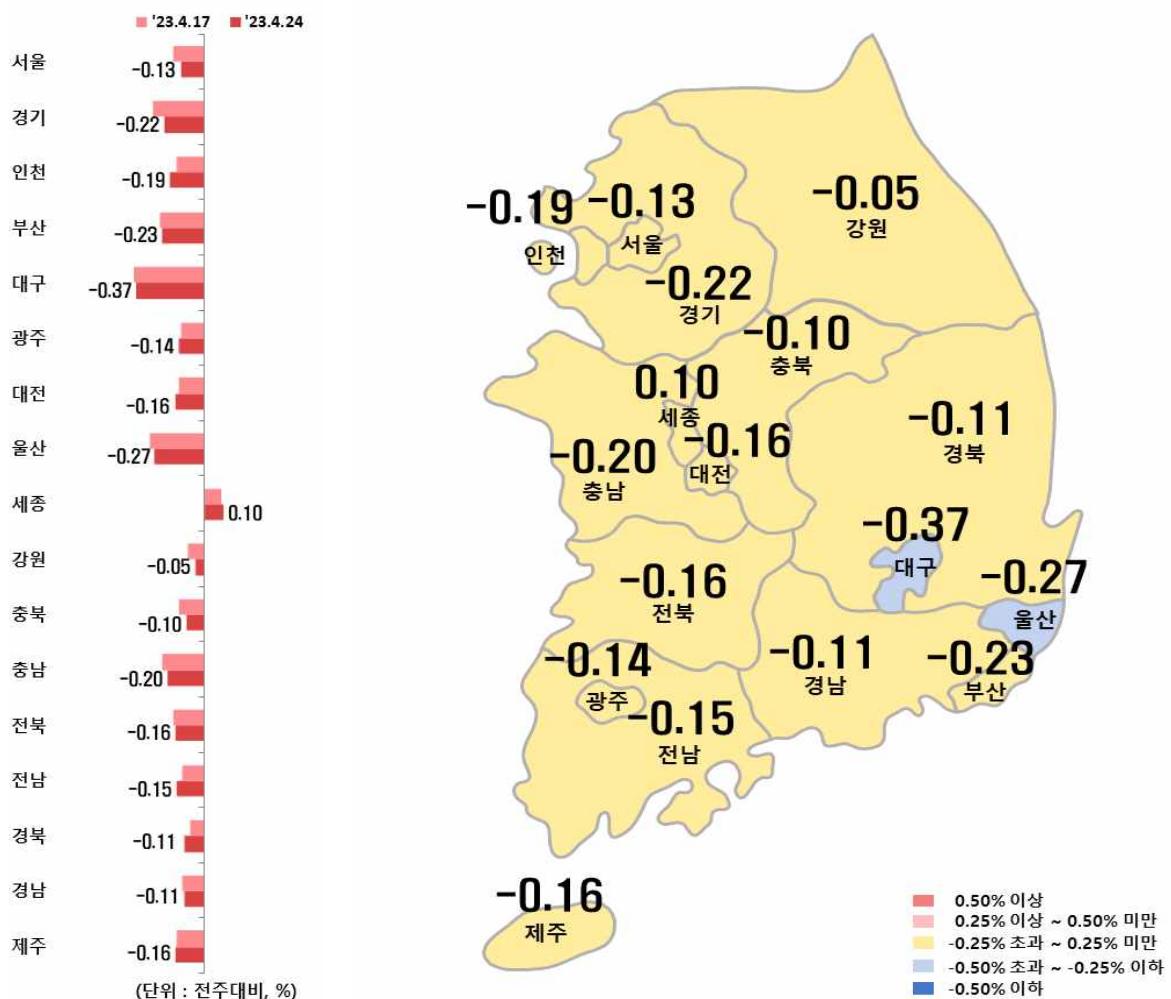 '23.4.17 '23.4.24
서울 -0.13
경기 -0.22
인천 -0.19
부산 -0.23
대구 -0.37
광주 -0.14
대전 -0.16
울산 -0.27
세종 0.10
강원 -0.05
충북 -0.10
충남 -0.20
전북 -0.16
전남 -0.15
경북 -0.11
경남 -0.11
제주 -0.16
(단위 : 전주대비, %)
-0.19
인천
-0.13
서울
-0.05
강원
-0.22
경기
-0.10
충북
0.10
세종
-0.16
대전
-0.20
충남
-0.11
경북
-0.37
대구
-0.27
울산
-0.16
전북
-0.11
경남
-0.23
부산
-0.14
광주
-0.15
전남
-0.16
제주
0.50% 이상
0.25% 이상 ~ 0.50% 미만
-0.25% 초과 ~ 0.25% 미만
-0.50% 초과 ~ -0.25% 이하
-0.50% 이하